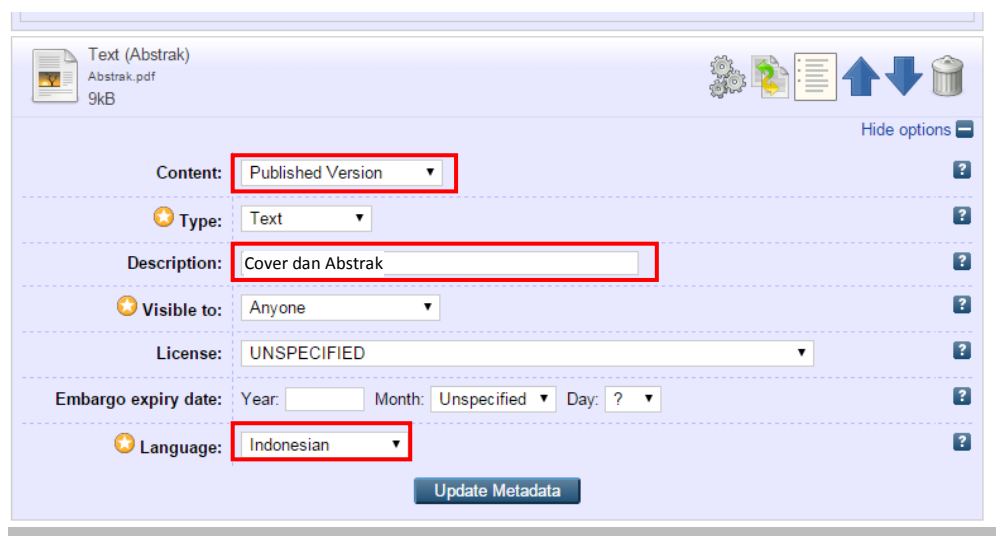 Text (Abstrak)
Abstrak.pdf
9kB
Hide options
Content: Published Version ?
Type: Text ?
Description: Cover dan Abstrak ?
Visible to: Anyone ?
License: UNSPECIFIED ?
Embargo expiry date: Year: Month: Unspecified Day: ? ?
Language: Indonesian ?
Update Metadata